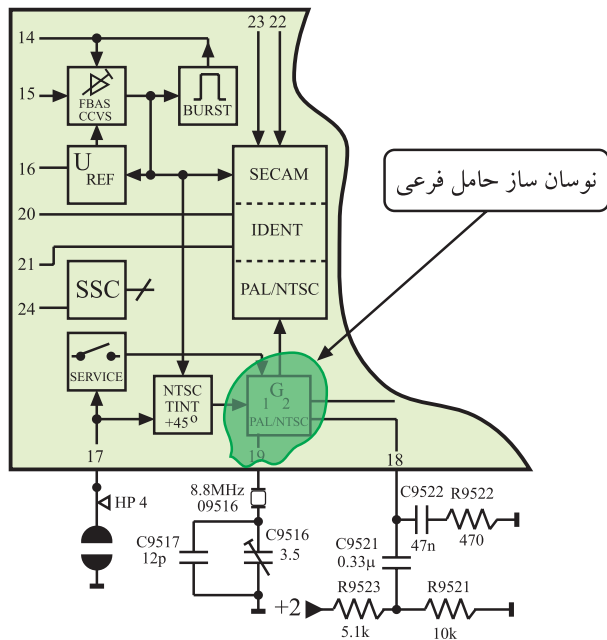 23 22
14
15
FBAS
CCVS
BURST
16
U REF
SECAM
نوسان ساز حامل فرعی
20
IDENT
21
SSC
PAL/NTSC
24
SERVICE
NTSC
TINT
+45°
G
1 2
PAL/NTSC
17
19
18
HP 4
8.8MHz
09516
C9517
12p
C9516
3.5
C9522
47n
R9522
470
C9521
0.33µ
+2
R9523
5.1k
R9521
10k